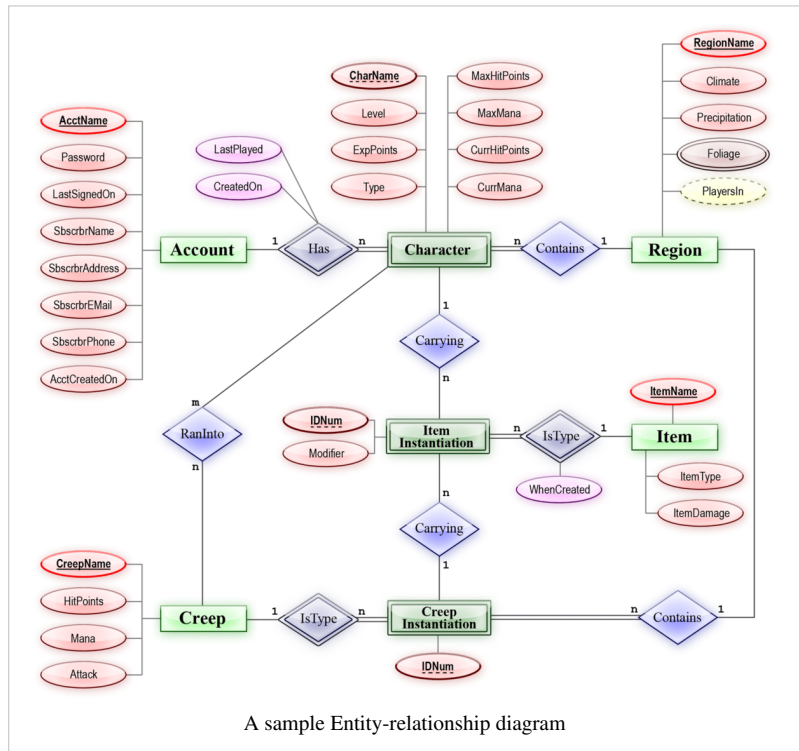 RegionName
Climate
Precipitation
Foliage
PlayersIn
CharName
Level
ExpPoints
Type
MaxHitPoints
MaxMana
CurrHitPoints
CurrMana
LastPlayed
CreatedOn
AcctName
Password
LastSignedOn
SbscrbrName
SbscrbrAddress
SbscrbrEMail
SbscrbrPhone
AcctCreatedOn
Account
1
Has
n
Character
n
Contains
1
Region
1
Carrying
n
m
RanInto
n
IDNum
Modifier
Item
Instantiation
n
IsType
1
Item
WhenCreated
ItemName
ItemType
ItemDamage
n
Carrying
1
CreepName
HitPoints
Mana
Attack
Creep
1
IsType
n
Creep
Instantiation
n
Contains
1
IDNum
A sample Entity-relationship diagram